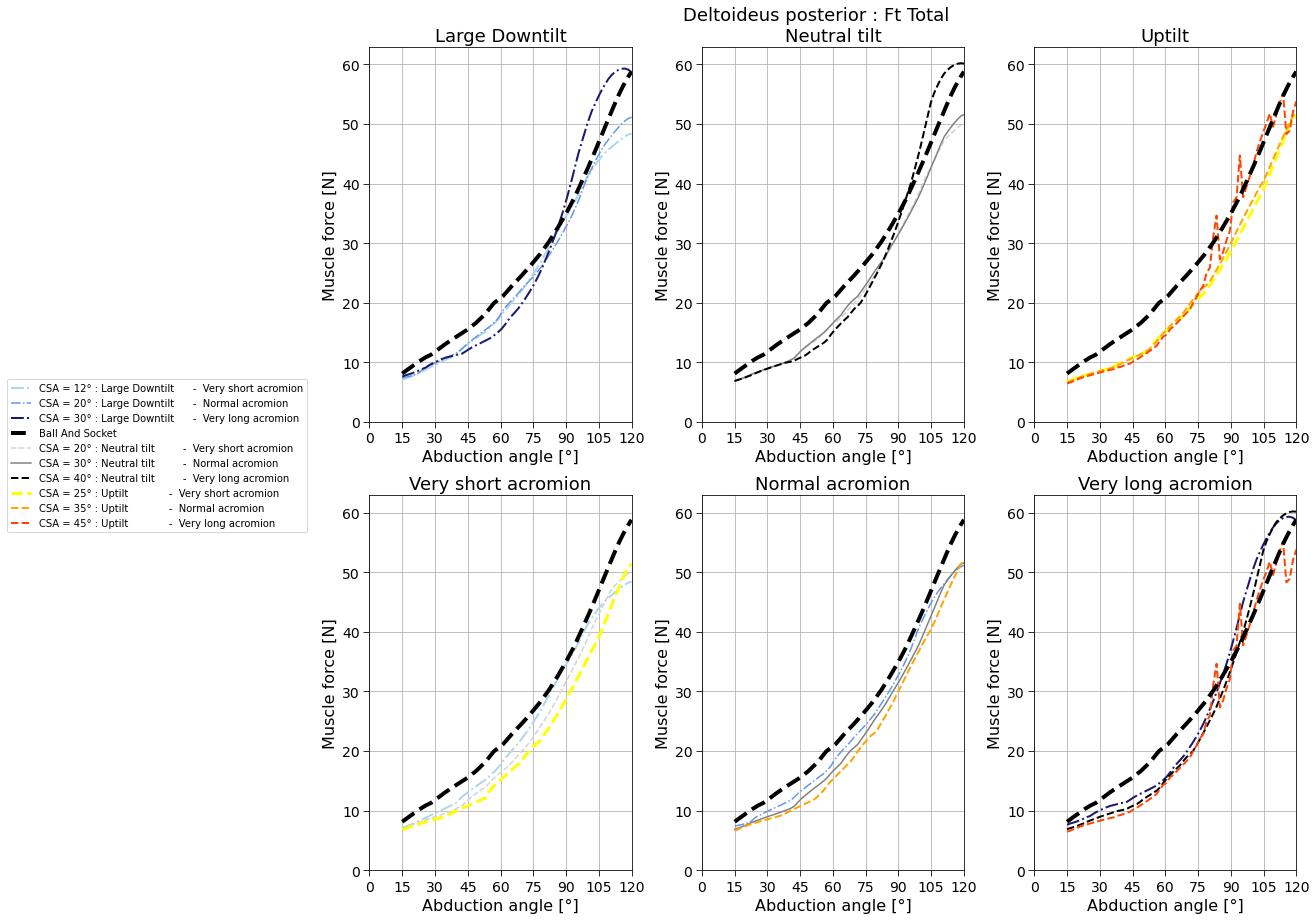 Deltoideus posterior : Ft Total
Large Downtilt
Neutral tilt
Uptilt
Muscle force [N]
60
50
40
30
20
10
0
0 15 30 45 60 75 90 105 120
Abduction angle [°]
Muscle force [N]
60
50
40
30
20
10
0
0 15 30 45 60 75 90 105 120
Abduction angle [°]
Muscle force [N]
60
50
40
30
20
10
0
0 15 30 45 60 75 90 105 120
Abduction angle [°]
CSA = 12° : Large Downtilt - Very short acromion
CSA = 20° : Large Downtilt - Normal acromion
CSA = 30° : Large Downtilt - Very long acromion
Ball And Socket
CSA = 20° : Neutral tilt - Very short acromion
CSA = 30° : Neutral tilt - Normal acromion
CSA = 40° : Neutral tilt - Very long acromion
CSA = 25° : Uptilt - Very short acromion
CSA = 35° : Uptilt - Normal acromion
CSA = 45° : Uptilt - Very long acromion
Very short acromion
Normal acromion
Very long acromion
Muscle force [N]
60
50
40
30
20
10
0
0 15 30 45 60 75 90 105 120
Abduction angle [°]
Muscle force [N]
60
50
40
30
20
10
0
0 15 30 45 60 75 90 105 120
Abduction angle [°]
Muscle force [N]
60
50
40
30
20
10
0
0 15 30 45 60 75 90 105 120
Abduction angle [°]